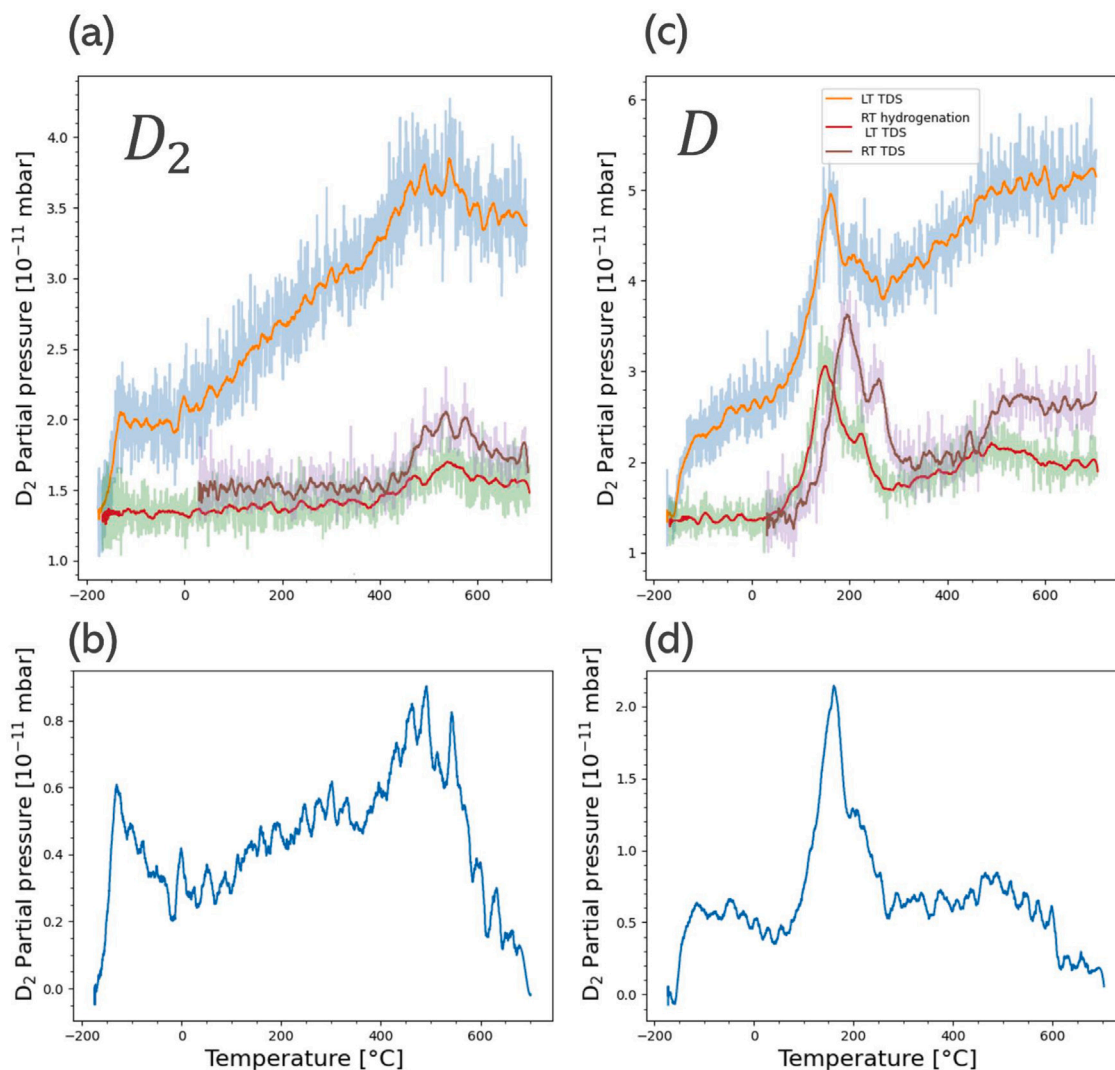 (a)
D₂
D₂ Partial pressure [10⁻¹¹ mbar]
4.0
3.5
3.0
2.5
2.0
1.5
1.0
−200 0 200 400 600
(c)
D
LT TDS
RT hydrogenation
LT TDS
RT TDS
D₂ Partial pressure [10⁻¹¹ mbar]
6
5
4
3
2
1
−200 0 200 400 600
(b)
D₂ Partial pressure [10⁻¹¹ mbar]
0.8
0.6
0.4
0.2
0.0
−200 0 200 400 600
Temperature [°C]
(d)
D₂ Partial pressure [10⁻¹¹ mbar]
2.0
1.5
1.0
0.5
0.0
−200 0 200 400 600
Temperature [°C]